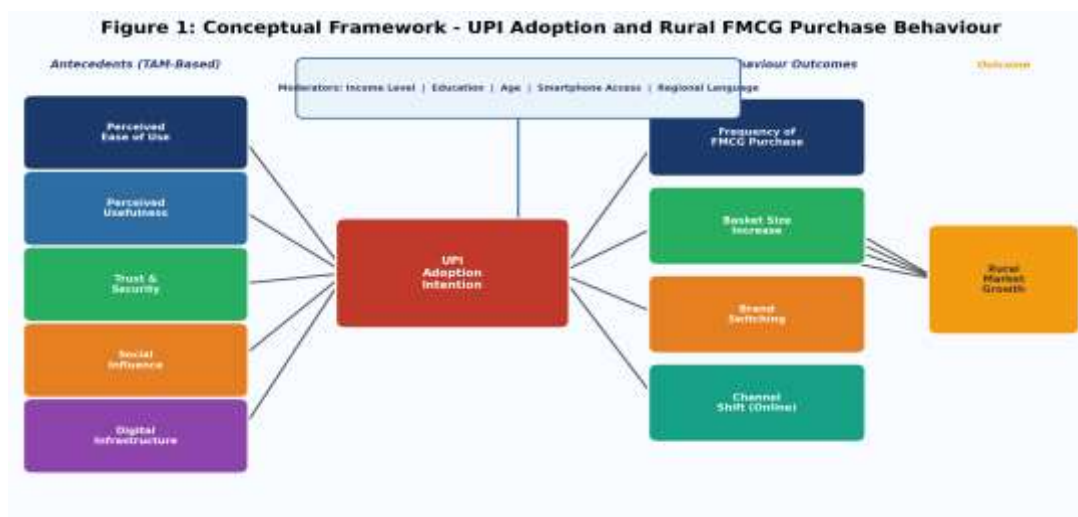 Figure 1: Conceptual Framework - UPI Adoption and Rural FMCG Purchase Behaviour
Antecedents (TAM-Based)
haviour Outcomes
Outcome
Moderators: Income Level | Education | Age | Smartphone Access | Regional Language
Perceived
Ease of Use
Perceived
Usefulness
Trust &
Security
Social
Influence
Digital
Infrastructure
UPI
Adoption
Intention
Frequency of
FMCG Purchase
Basket Size
Increase
Brand
Switching
Channel
Shift (Online)
Rural
Market
Growth